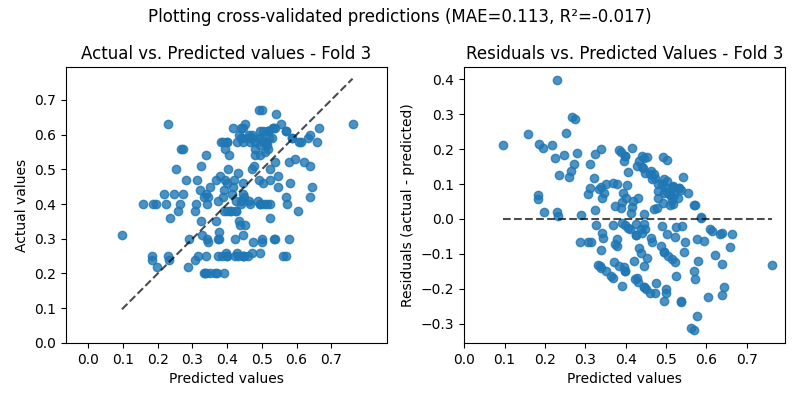 Plotting cross-validated predictions (MAE=0.113, R²=-0.017)
Actual vs. Predicted values - Fold 3
Actual values
0.7
0.6
0.5
0.4
0.3
0.2
0.1
0.0
0.0 0.1 0.2 0.3 0.4 0.5 0.6 0.7
Predicted values
Residuals vs. Predicted Values - Fold 3
Residuals (actual - predicted)
0.4
0.3
0.2
0.1
0.0
−0.1
−0.2
−0.3
0.0 0.1 0.2 0.3 0.4 0.5 0.6 0.7
Predicted values